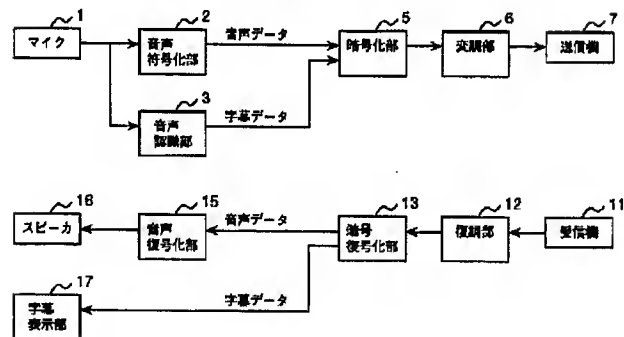 1
マイク
2
音声
符号化部
音声データ
3
音声
認識部
字幕データ
5
暗号化部
6
変調部
7
送信機
16
スピーカ
15
音声
復号化部
音声データ
13
暗号
復号化部
12
復調部
11
受信機
17
字幕
表示部
字幕データ